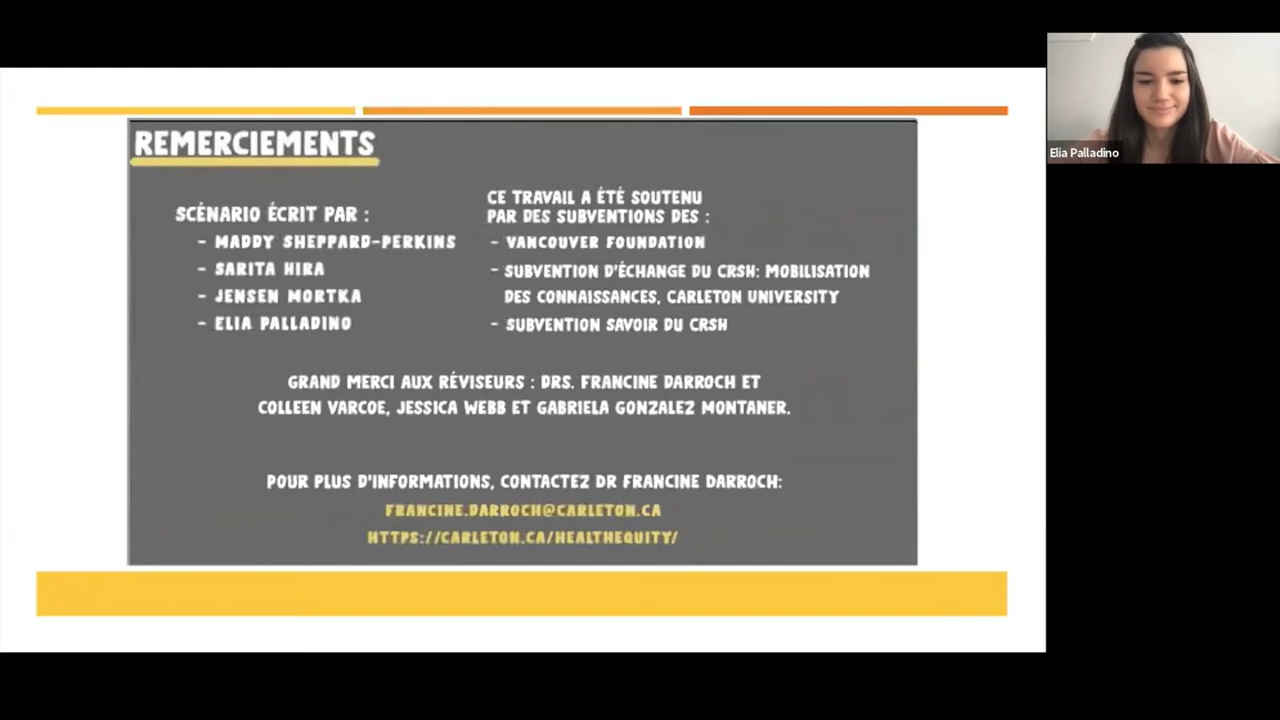 REMERCIEMENTS
SCÉNARIO ÉCRIT PAR :
- MADDY SHEPPARD-PERKINS
- SARITA HIRA
- JENSEN MORTKA
- ELIA PALLADINO
CE TRAVAIL A ÉTÉ SOUTENU
PAR DES SUBVENTIONS DES :
- VANCOUVER FOUNDATION
- SUBVENTION D'ÉCHANGE DU CRSH: MOBILISATION
DES CONNAISSANCES, CARLETON UNIVERSITY
- SUBVENTION SAVOIR DU CRSH
GRAND MERCI AUX RÉVISEURS : DRS. FRANCINE DARROCH ET
COLLEEN VARCOE, JESSICA WEBB ET GABRIELA GONZALEZ MONTANER.
POUR PLUS D'INFORMATIONS, CONTACTEZ DR FRANCINE DARROCH:
FRANCINE.DARROCH@CARLETON.CA
HTTPS://CARLETON.CA/HEALTHEQUITY/
Elia Palladino